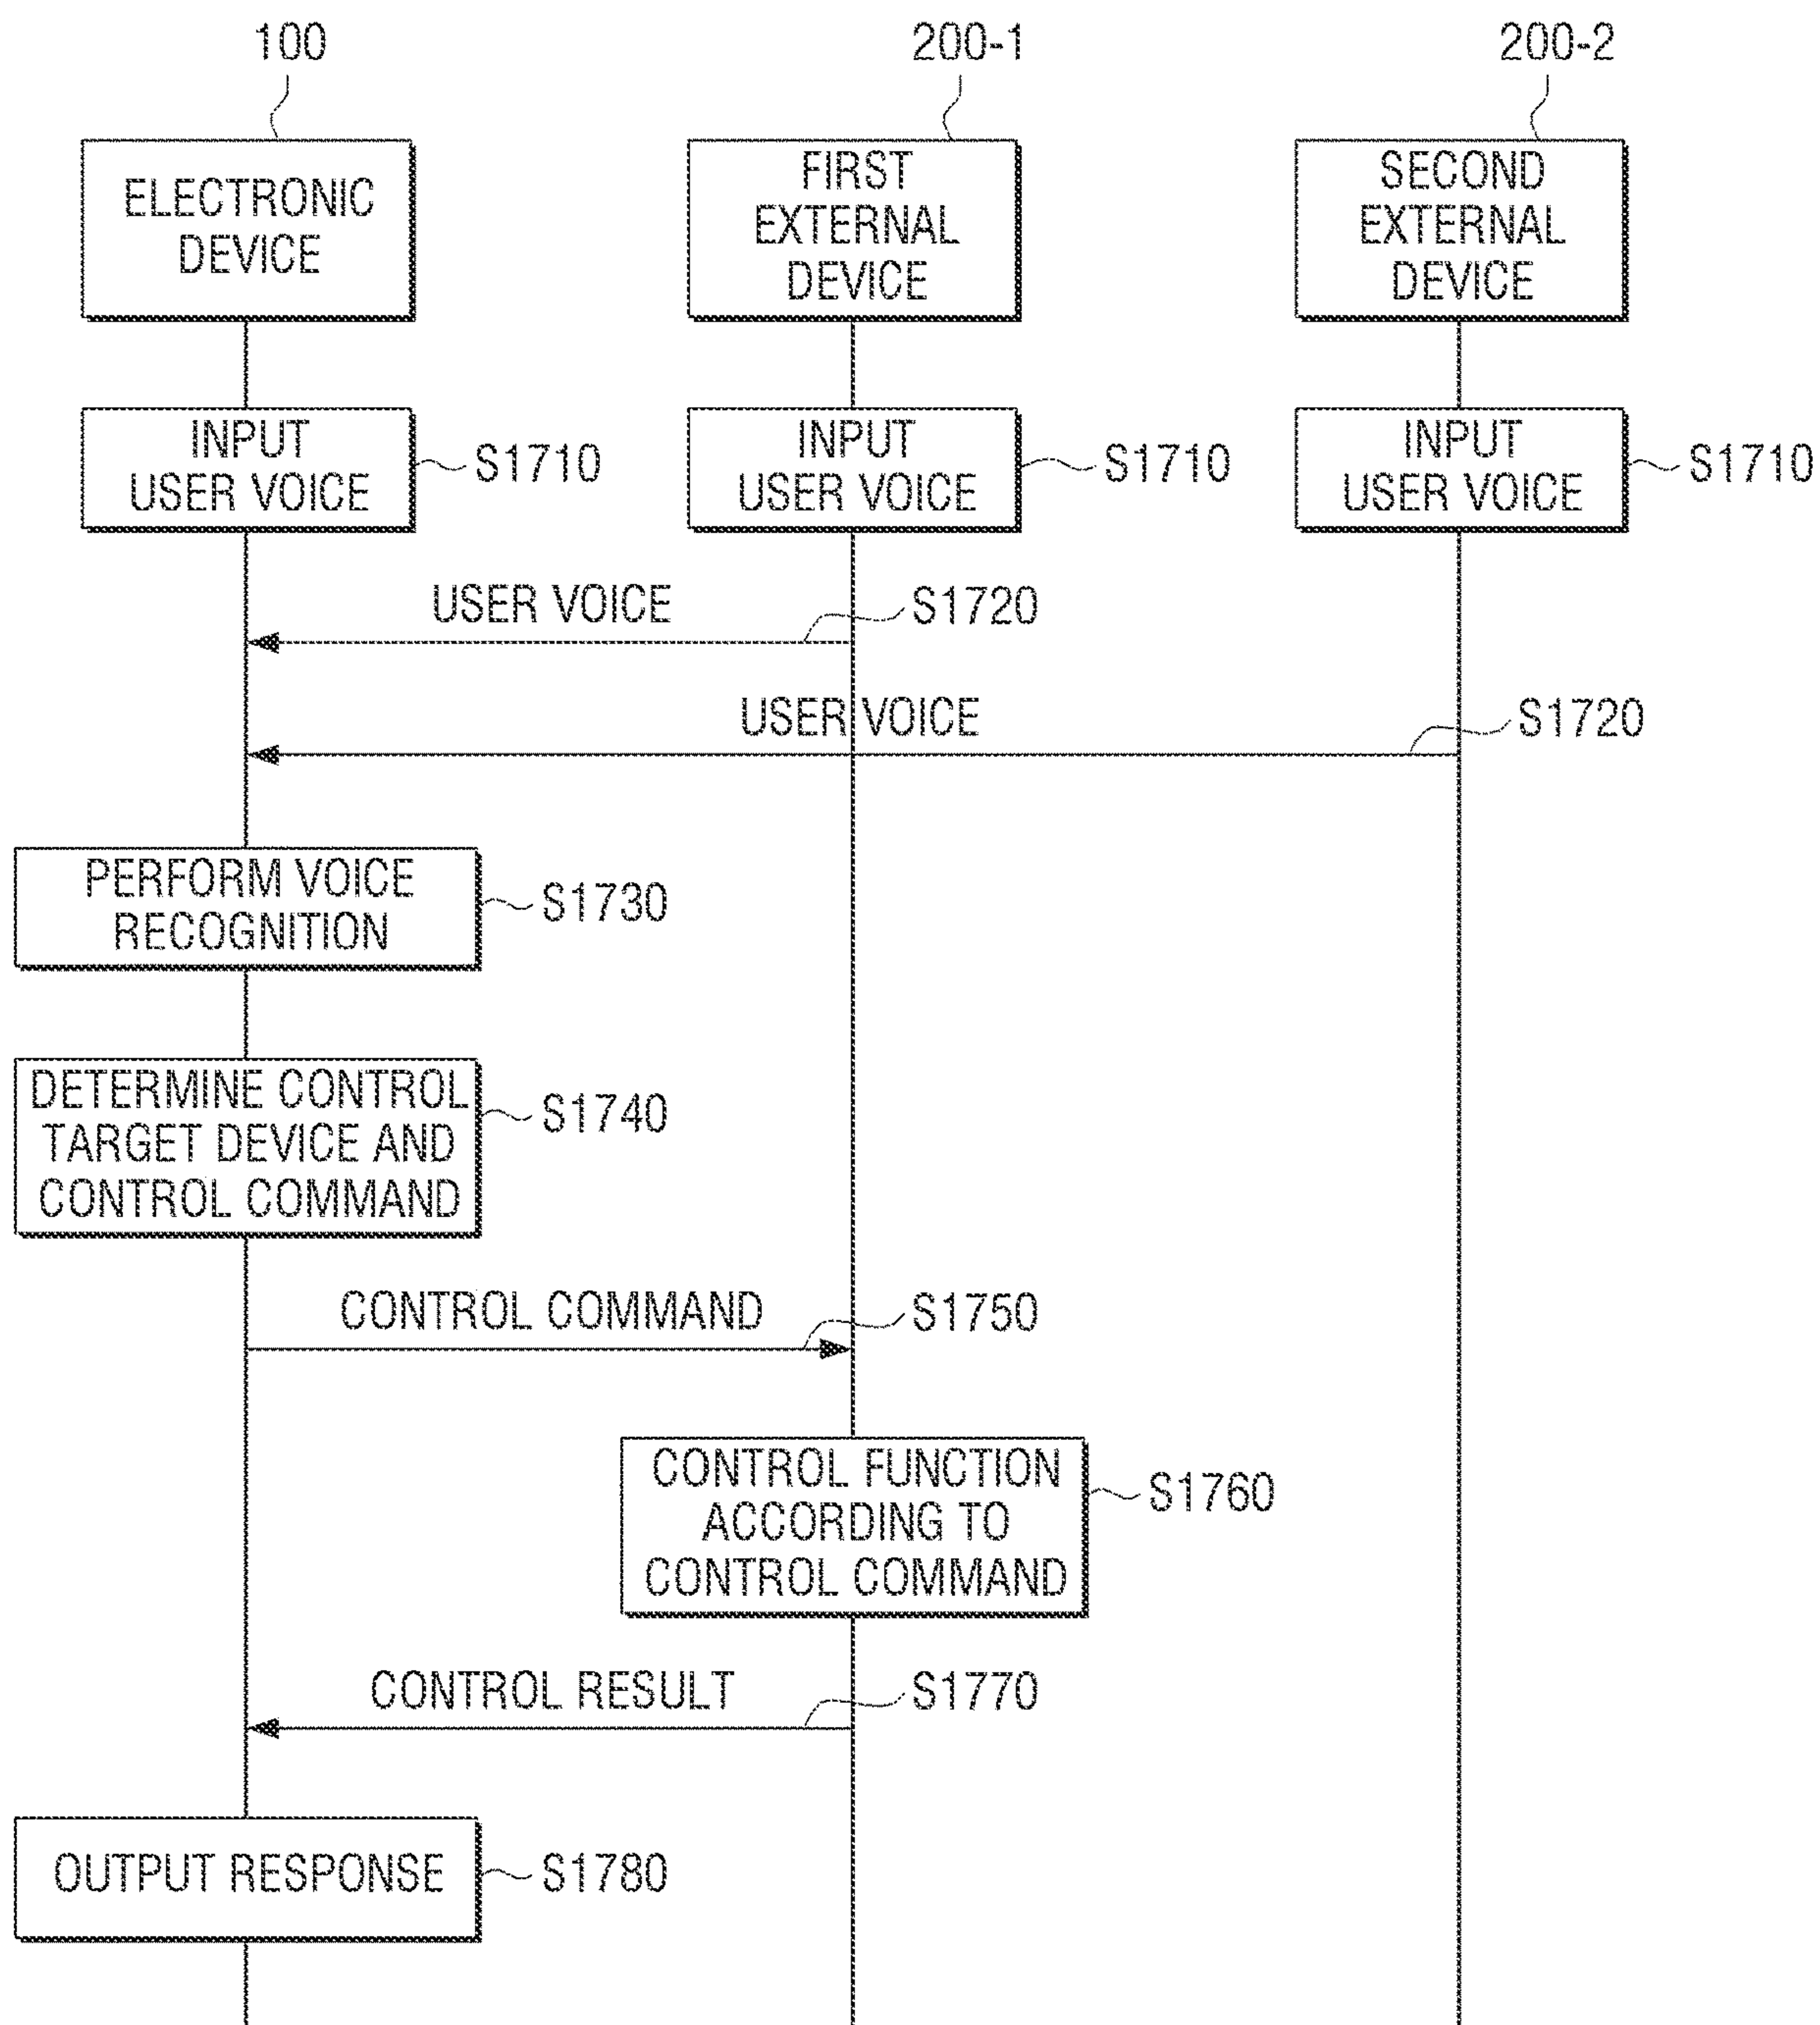 100
200-1
200-2
ELECTRONIC
DEVICE
FIRST
EXTERNAL
DEVICE
SECOND
EXTERNAL
DEVICE
INPUT
USER VOICE
S1710
INPUT
USER VOICE
S1710
INPUT
USER VOICE
S1710
USER VOICE
S1720
USER VOICE
S1720
PERFORM VOICE
RECOGNITION
S1730
DETERMINE CONTROL
TARGET DEVICE AND
CONTROL COMMAND
S1740
CONTROL COMMAND
S1750
CONTROL FUNCTION
ACCORDING TO
CONTROL COMMAND
S1760
CONTROL RESULT
S1770
OUTPUT RESPONSE
S1780